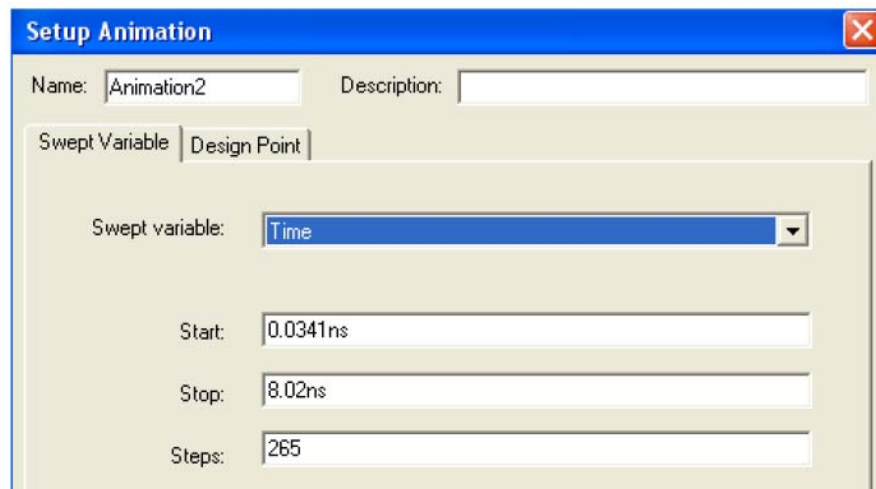 Setup Animation
Name: Animation2 Description:
Swept Variable Design Point
Swept variable: Time
Start: 0.0341ns
Stop: 8.02ns
Steps: 265